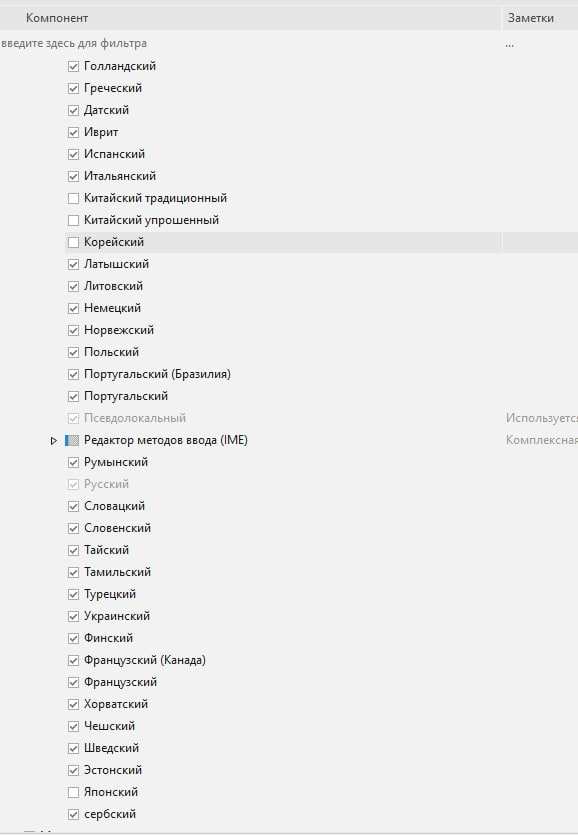 Компонент Заметки
введите здесь для фильтра ...
Голландский
Греческий
Датский
Иврит
Испанский
Итальянский
Китайский традиционный
Китайский упрошенный
Корейский
Латышский
Литовский
Немецкий
Норвежский
Польский
Португальский (Бразилия)
Португальский
Псевдолокальный Используется
Редактор методов ввода (IME) Комплексная
Румынский
Русский
Словацкий
Словенский
Тайский
Тамильский
Турецкий
Украинский
Финский
Французский (Канада)
Французский
Хорватский
Чешский
Шведский
Эстонский
Японский
сербский